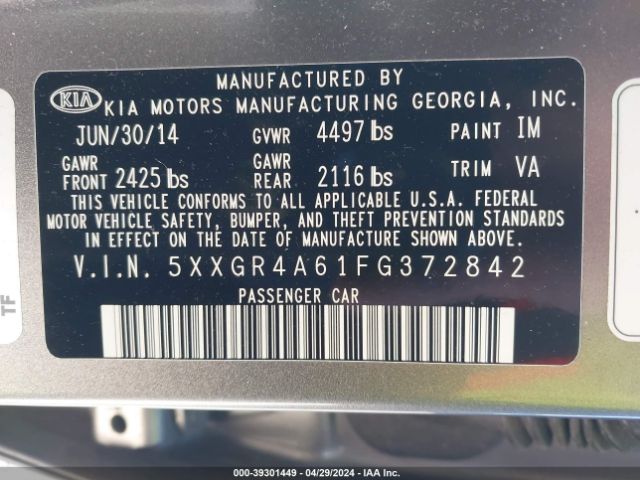 MANUFACTURED BY
KIA KIA MOTORS MANUFACTURING GEORGIA, INC.
JUN/30/14 GVWR 4497 lbs PAINT IM
GAWR FRONT 2425 lbs GAWR REAR 2116 lbs TRIM VA
THIS VEHICLE CONFORMS TO ALL APPLICABLE U.S.A. FEDERAL
MOTOR VEHICLE SAFETY, BUMPER, AND THEFT PREVENTION STANDARDS
IN EFFECT ON THE DATE OF MANUFACTURE SHOWN ABOVE.
V.I.N. 5XXGR4A61FG372842
PASSENGER CAR
TF
000-39301449 - 04/29/2024 - IAA Inc.